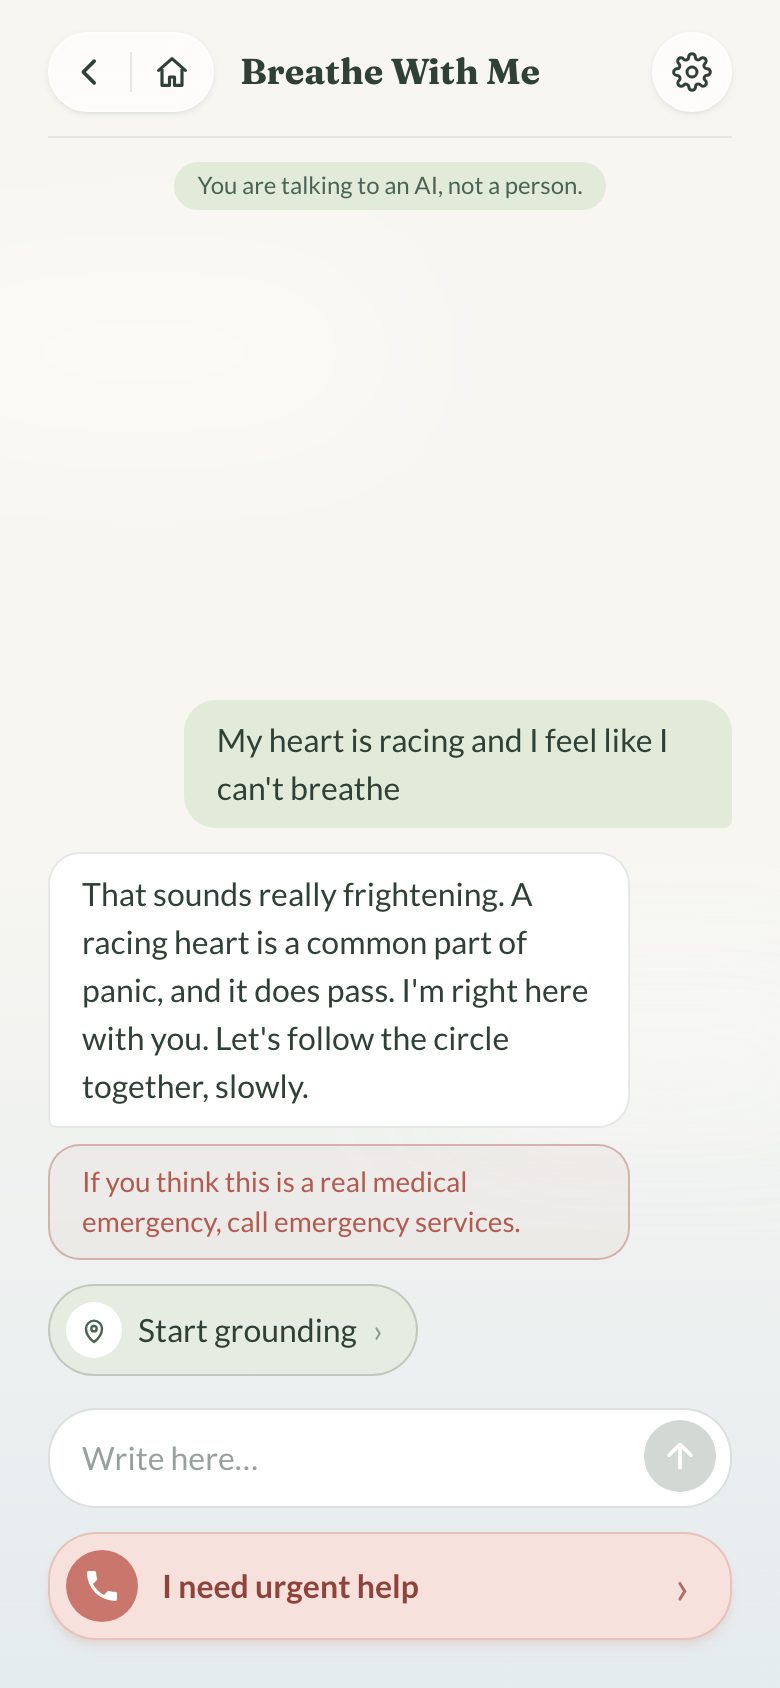 Breathe With Me
You are talking to an AI, not a person.
My heart is racing and I feel like I
can't breathe
That sounds really frightening. A
racing heart is a common part of
panic, and it does pass. I'm right here
with you. Let's follow the circle
together, slowly.
If you think this is a real medical
emergency, call emergency services.
Start grounding ›
Write here...
I need urgent help ›